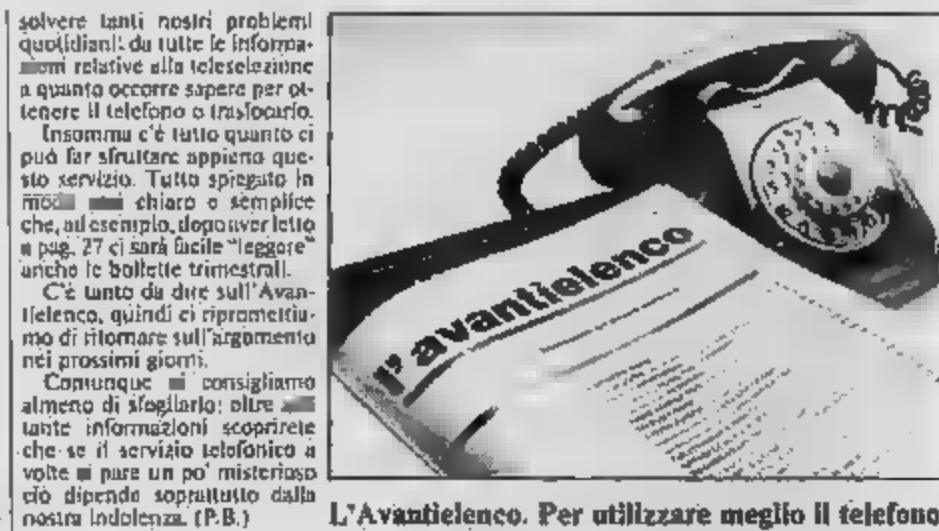 solvere tanti nostri problemi
quotidiani: da tutte le informa-
relative alla teleselezione
a quanto occorre sapere per ot-
tenere il telefono o traslocarlo.
Insomma c'è tutto quanto ci
può far sfruttare appieno que-
sto servizio. Tutto spiegato in
chiaro e semplice
che, ad esempio, dopo aver letto
a pag. 27 ci sarà facile "leggere"
anche le bollette trimestrali.
C'è tanto da dire sull'Avan-
tielenco, quindi ci ripromettia-
mo di ritornare sull'argomento
nei prossimi giorni.
Comunque consigliamo
almeno di sfogliarlo: oltre
tante informazioni scoprirete
che se il servizio telefonico a
volte pare un po' misterioso
ciò dipende soprattutto dalla
nostra indolenza. (P.B.)
l'avantielenco
L'Avantielenco. Per utilizzare meglio il telefono